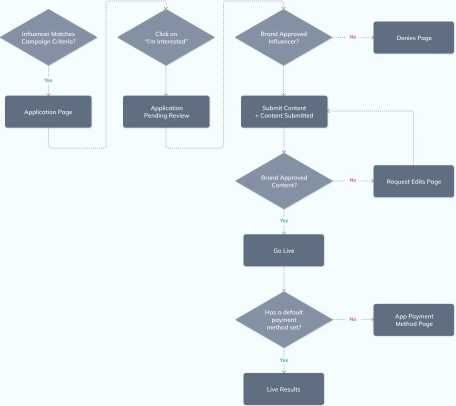 Influencer Matches
Campaign Criteria?
Yes
Application Page
Click on
"I'm Interested"
Application
Pending Review
Brand Approved
Influencer?
No
Denies Page
Submit Content
+ Content Submitted
Brand Approved
Content?
No
Request Edits Page
Yes
Go Live
Has a default
payment
method set?
No
App Payment
Method Page
Yes
Live Results